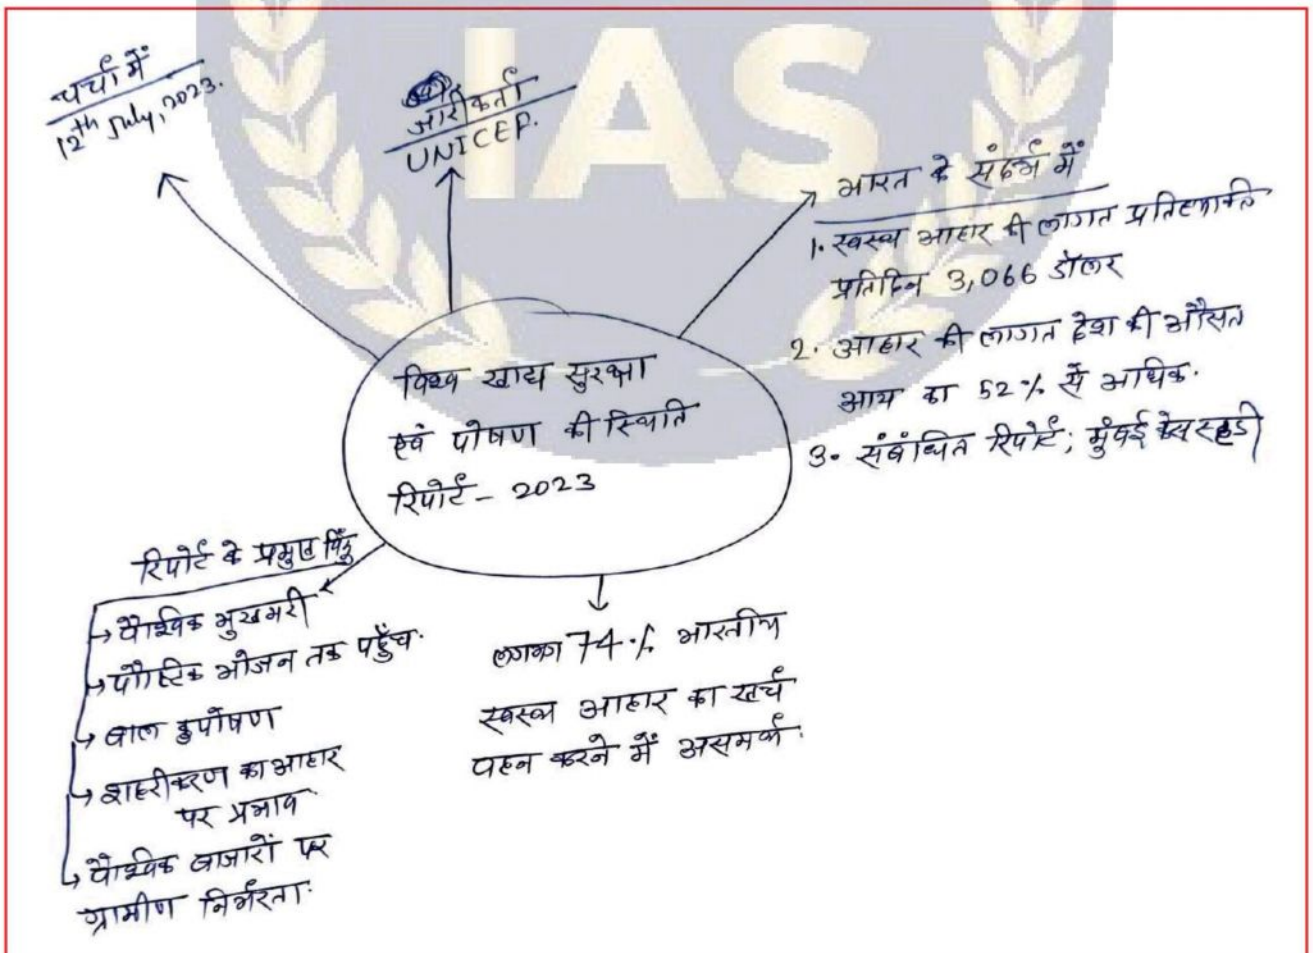 IAS
चर्चा में
12th July, 2023.
जारीकर्ता
UNICEF.
भारत के संदर्भ में
1. स्वस्थ आहार की लागत प्रतिव्यक्ति
प्रतिदिन 3,066 डॉलर
2. आहार की लागत देश की औसत
आय का 52% से अधिक.
3. संबंधित रिपोर्ट; मुंबई केस स्टडी
विश्व खाद्य सुरक्षा
एवं पोषण की स्थिति
रिपोर्ट - 2023
रिपोर्ट के प्रमुख बिंदु
→ वैश्विक भुखमरी
→ पौष्टिक भोजन तक पहुँच.
→ बाल कुपोषण
→ शहरीकरण का आहार
पर प्रभाव
→ वैश्विक बाजारों पर
ग्रामीण निर्भरता.
74% भारतीय
स्वस्थ आहार का खर्च
वहन करने में असमर्थ.